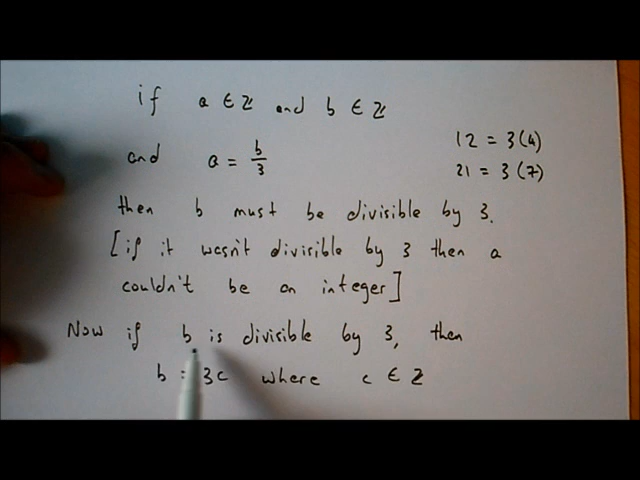 if a ∈ ℤ and b ∈ ℤ
and a = b/3
12 = 3(4)
21 = 3(7)
then b must be divisible by 3.
[if it wasn't divisible by 3 then a
couldn't be an integer]
Now if b is divisible by 3, then
b = 3c where c ∈ ℤ